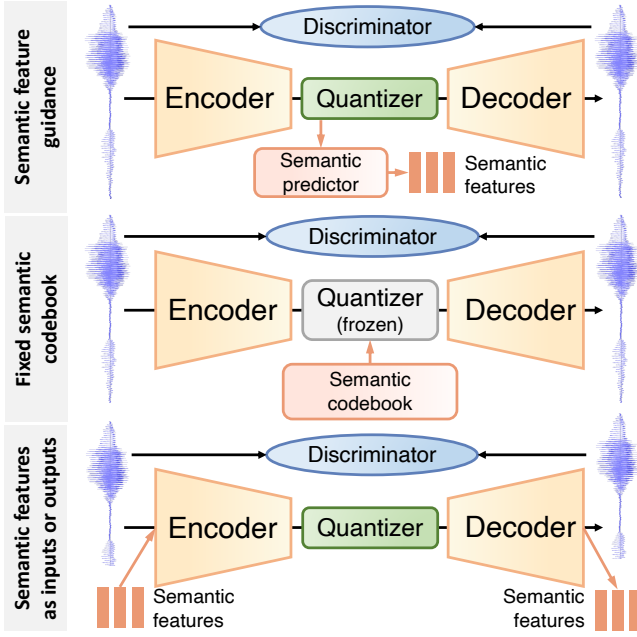 Semantic feature
guidance
Discriminator
Encoder
Quantizer
Decoder
Semantic
predictor
Semantic
features
Fixed semantic
codebook
Discriminator
Encoder
Quantizer
(frozen)
Decoder
Semantic
codebook
Semantic features
as inputs or outputs
Discriminator
Encoder
Quantizer
Decoder
Semantic
features
Semantic
features